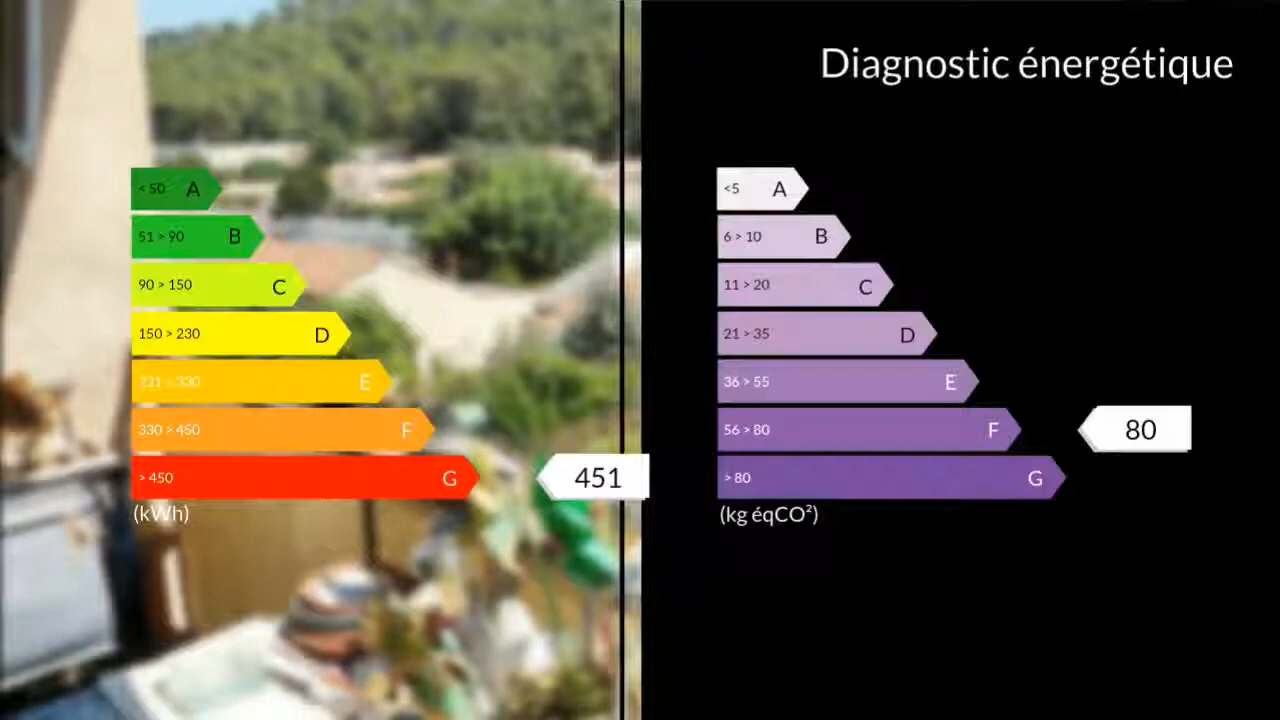 Diagnostic énergétique
< 50 A
51 > 90 B
90 > 150 C
150 > 230 D
231 > 330 E
330 > 450 F
> 450 G
451
(kWh)
<5 A
6 > 10 B
11 > 20 C
21 > 35 D
36 > 55 E
56 > 80 F
80
> 80 G
(kg éqCO²)